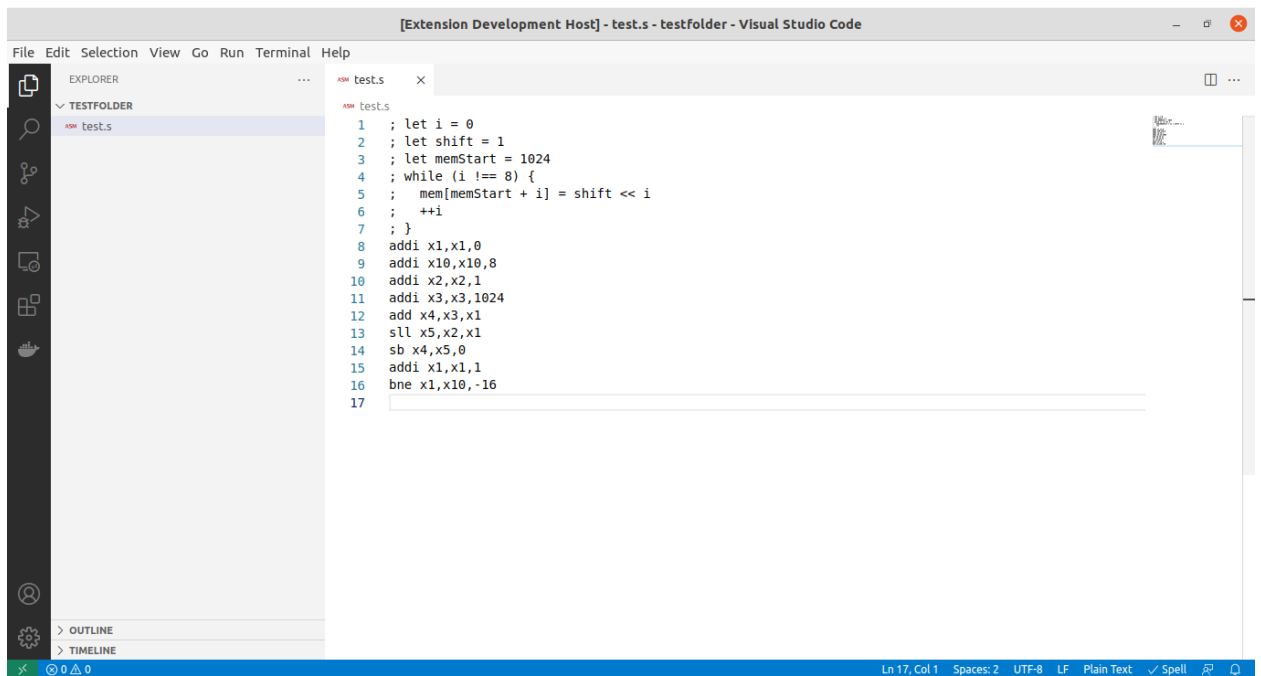 [Extension Development Host] - test.s - testfolder - Visual Studio Code
File Edit Selection View Go Run Terminal Help
EXPLORER
TESTFOLDER
ASM test.s
OUTLINE
TIMELINE
ASM test.s
ASM test.s
1 ; let i = 0
2 ; let shift = 1
3 ; let memStart = 1024
4 ; while (i !== 8) {
5 ;   mem[memStart + i] = shift << i
6 ;   ++i
7 ; }
8 addi x1,x1,0
9 addi x10,x10,8
10 addi x2,x2,1
11 addi x3,x3,1024
12 add x4,x3,x1
13 sll x5,x2,x1
14 sb x4,x5,0
15 addi x1,x1,1
16 bne x1,x10,-16
17
0 0 Ln 17, Col 1 Spaces: 2 UTF-8 LF Plain Text Spell